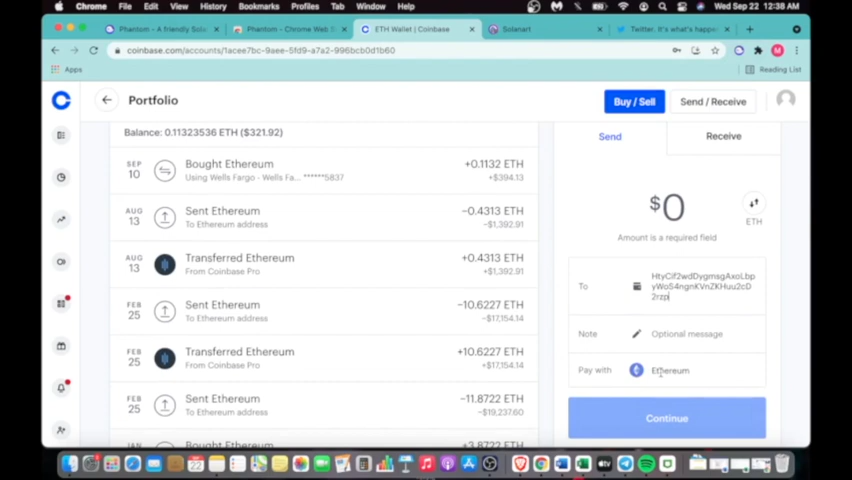 Chrome File Edit View History Bookmarks Profiles Tab Window Help
Wed Sep 22 12:38 AM
Phantom – A friendly Sola
Phantom - Chrome Web S
ETH Wallet | Coinbase
Solanart
Twitter. It's what's happen
coinbase.com/accounts/1acee7bc-9aee-5fd9-a7a2-996bcb0d1b60
M
Apps
Reading List
Portfolio
Buy / Sell
Send / Receive
Balance: 0.11323536 ETH ($321.92)
SEP 10
Bought Ethereum
+0.1132 ETH
Using Wells Fargo - Wells Fa... ******5837
+$394.13
AUG 13
Sent Ethereum
−0.4313 ETH
To Ethereum address
−$1,392.91
AUG 13
Transferred Ethereum
+0.4313 ETH
From Coinbase Pro
+$1,392.91
FEB 25
Sent Ethereum
−10.6227 ETH
To Ethereum address
−$17,154.14
FEB 25
Transferred Ethereum
+10.6227 ETH
From Coinbase Pro
+$17,154.14
FEB 25
Sent Ethereum
−11.8722 ETH
To Ethereum address
−$19,237.60
JAN
Bought Ethereum
+3.8722 ETH
Send
Receive
$0
ETH
Amount is a required field
To
HtyCif2wdDygmsgAxoLbp
yWoS4ngnKVnZKHuu2cD
2rzp
Note
Optional message
Pay with
Ethereum
Continue